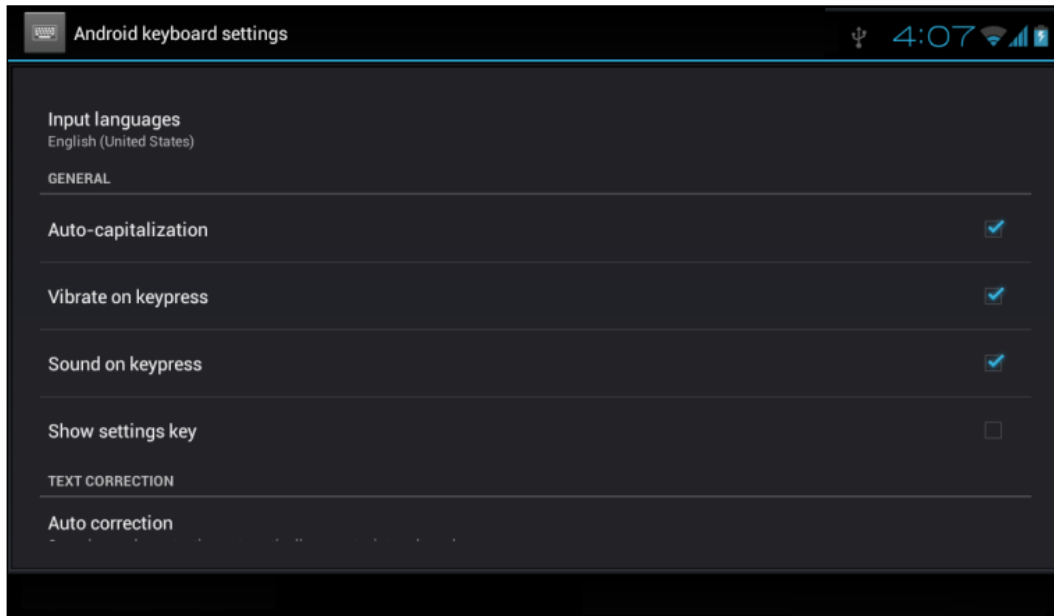 Android keyboard settings
4:07
Input languages
English (United States)
GENERAL
Auto-capitalization
Vibrate on keypress
Sound on keypress
Show settings key
TEXT CORRECTION
Auto correction